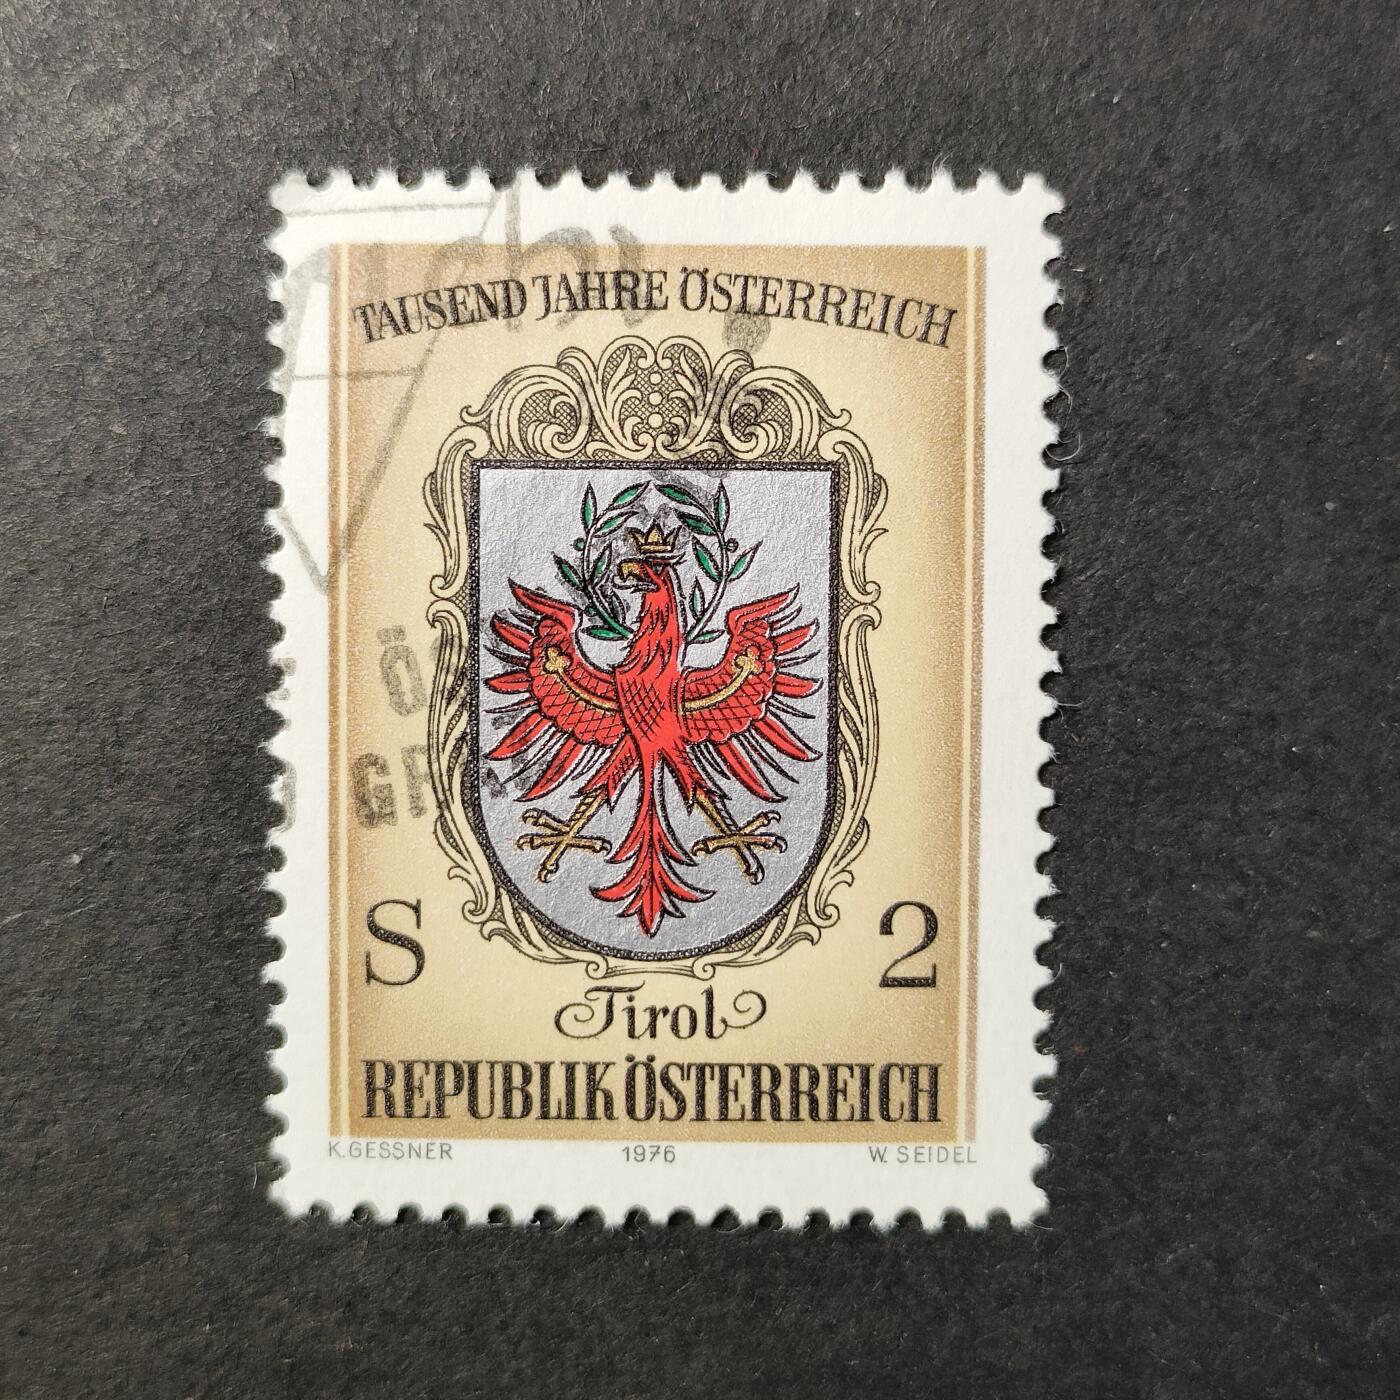 TAUSEND JAHRE ÖSTERREICH
S 2
Tirol
REPUBLIK ÖSTERREICH
K. GESSNER 1976 W. SEIDEL